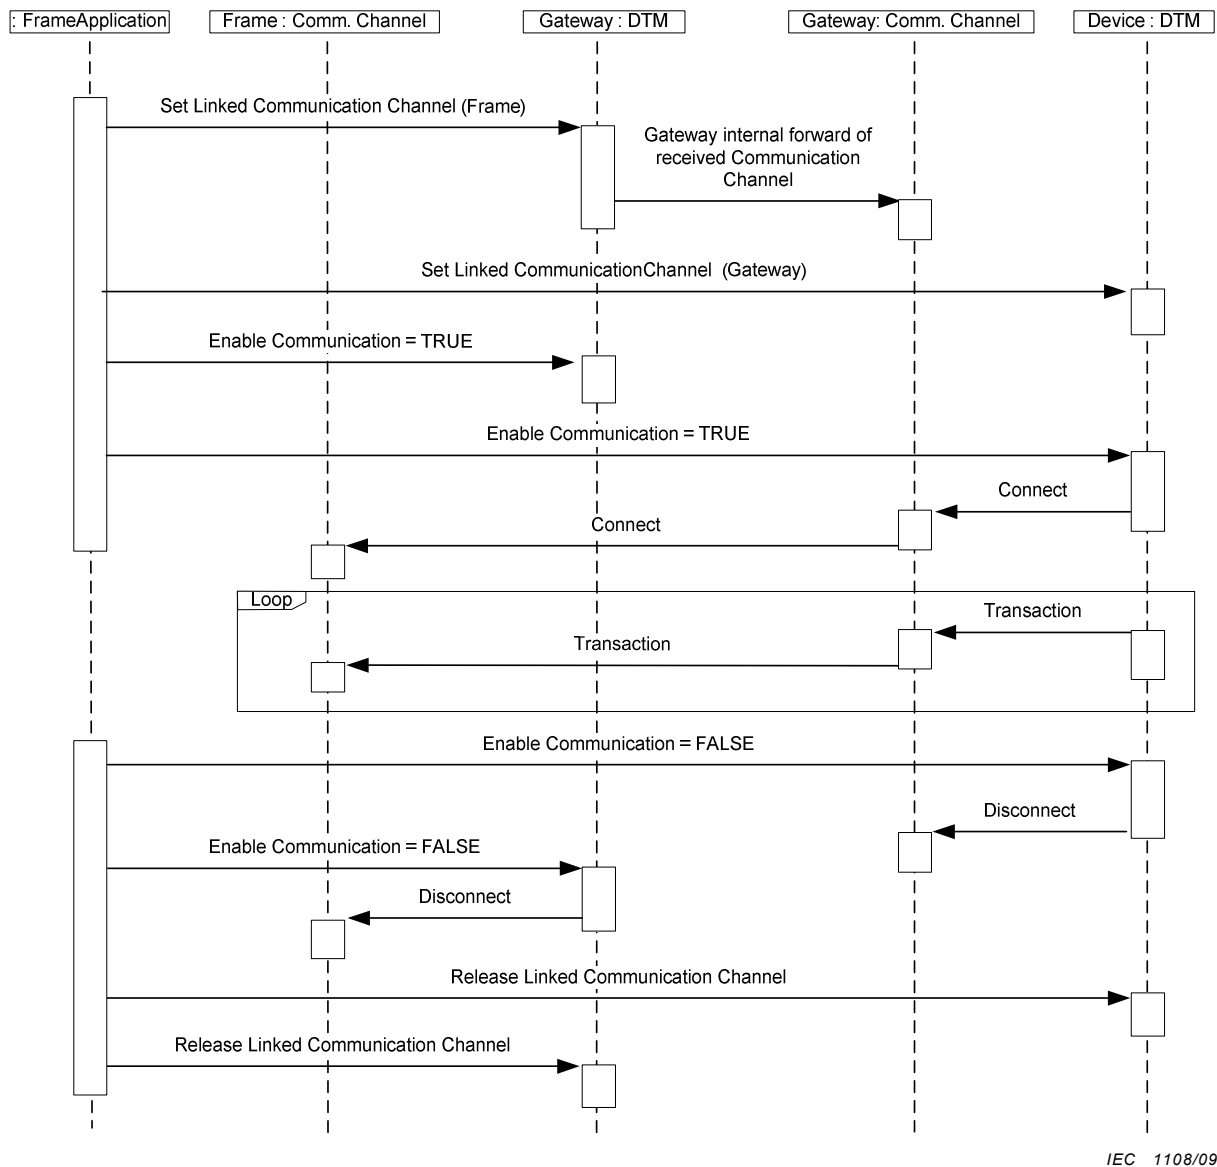 : FrameApplication
Frame : Comm. Channel
Gateway : DTM
Gateway: Comm. Channel
Device : DTM
Set Linked Communication Channel (Frame)
Gateway internal forward of
received Communication
Channel
Set Linked CommunicationChannel (Gateway)
Enable Communication = TRUE
Enable Communication = TRUE
Connect
Connect
Loop
Transaction
Transaction
Enable Communication = FALSE
Disconnect
Enable Communication = FALSE
Disconnect
Release Linked Communication Channel
Release Linked Communication Channel
IEC 1108/09